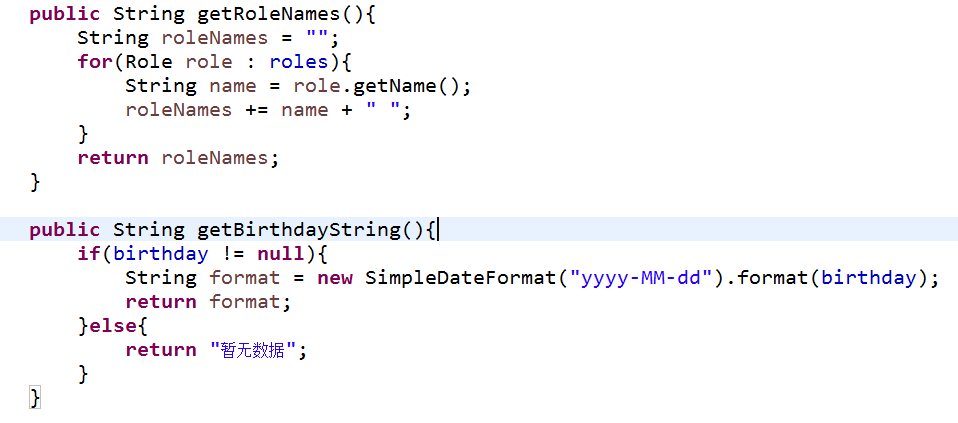 public String getRoleNames(){
    String roleNames = "";
    for(Role role : roles){
        String name = role.getName();
        roleNames += name + " ";
    }
    return roleNames;
}

public String getBirthdayString(){
    if(birthday != null){
        String format = new SimpleDateFormat("yyyy-MM-dd").format(birthday);
        return format;
    }else{
        return "暂无数据";
    }
}